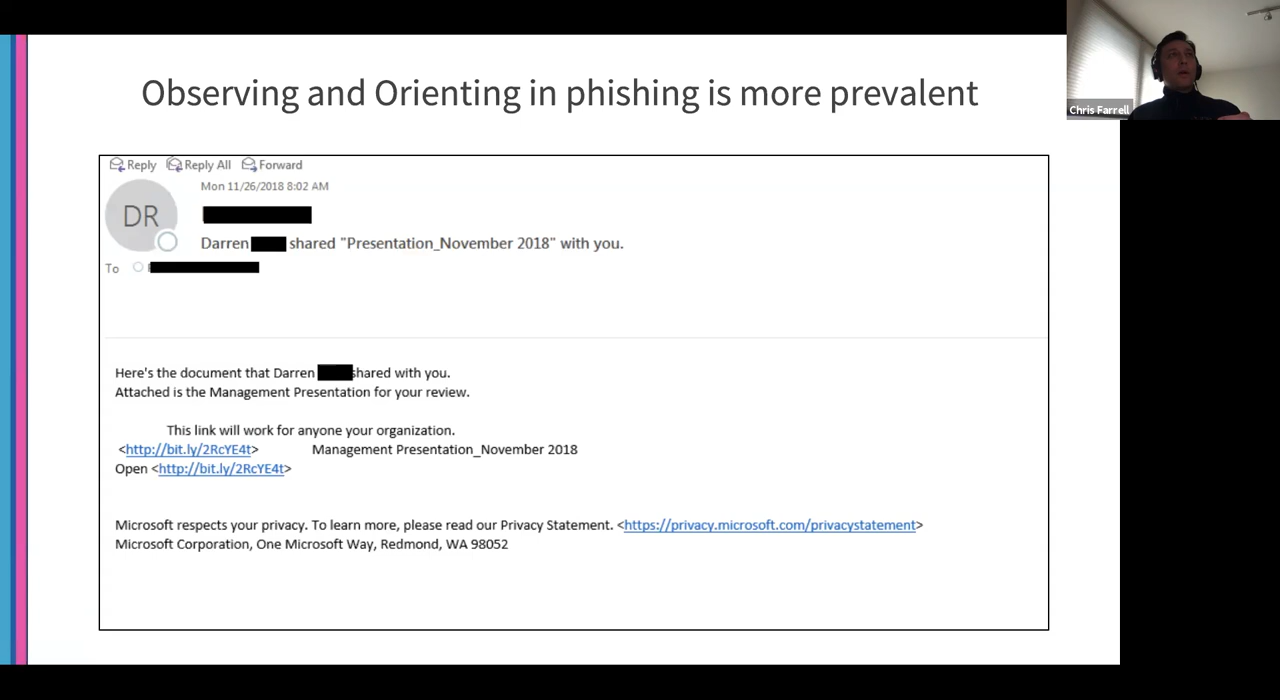 Observing and Orienting in phishing is more prevalent
Chris Farrell
Reply Reply All Forward
Mon 11/26/2018 8:02 AM
DR
Darren shared "Presentation_November 2018" with you.
To
Here's the document that Darren shared with you.
Attached is the Management Presentation for your review.
This link will work for anyone your organization.
<http://bit.ly/2RcYE4t> Management Presentation_November 2018
Open <http://bit.ly/2RcYE4t>
Microsoft respects your privacy. To learn more, please read our Privacy Statement. <https://privacy.microsoft.com/privacystatement>
Microsoft Corporation, One Microsoft Way, Redmond, WA 98052